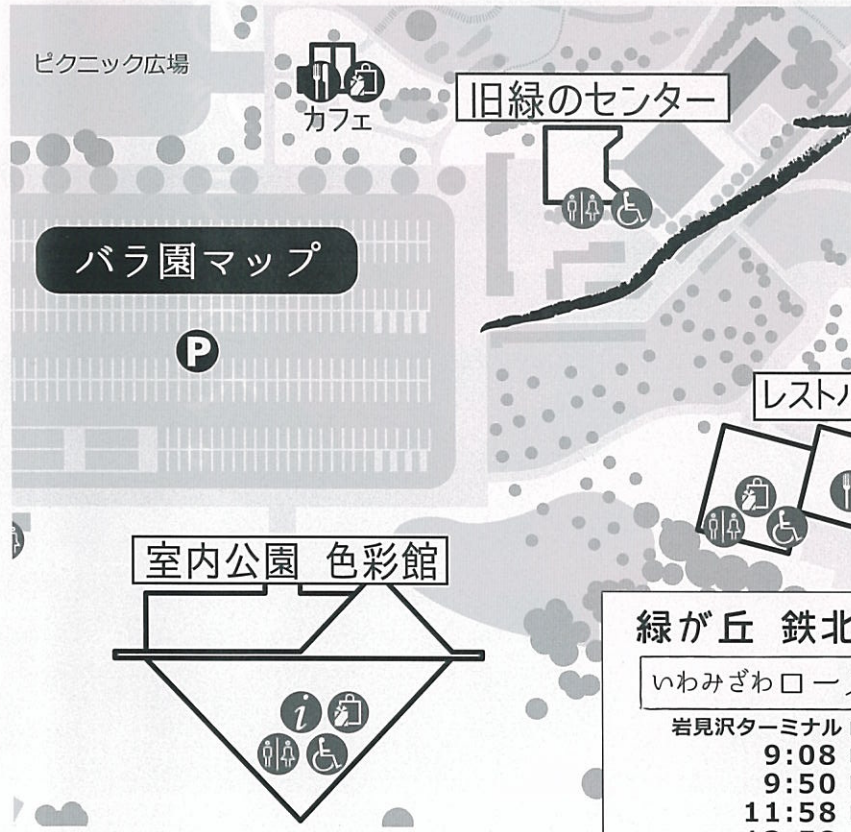 ピクニック広場
カフェ
旧緑のセンター
バラ園マップ
P
レスト
室内公園 色彩館
i
緑が丘 鉄北
いわみざわロー
岩見沢ターミナル
9:08
9:50
11:58